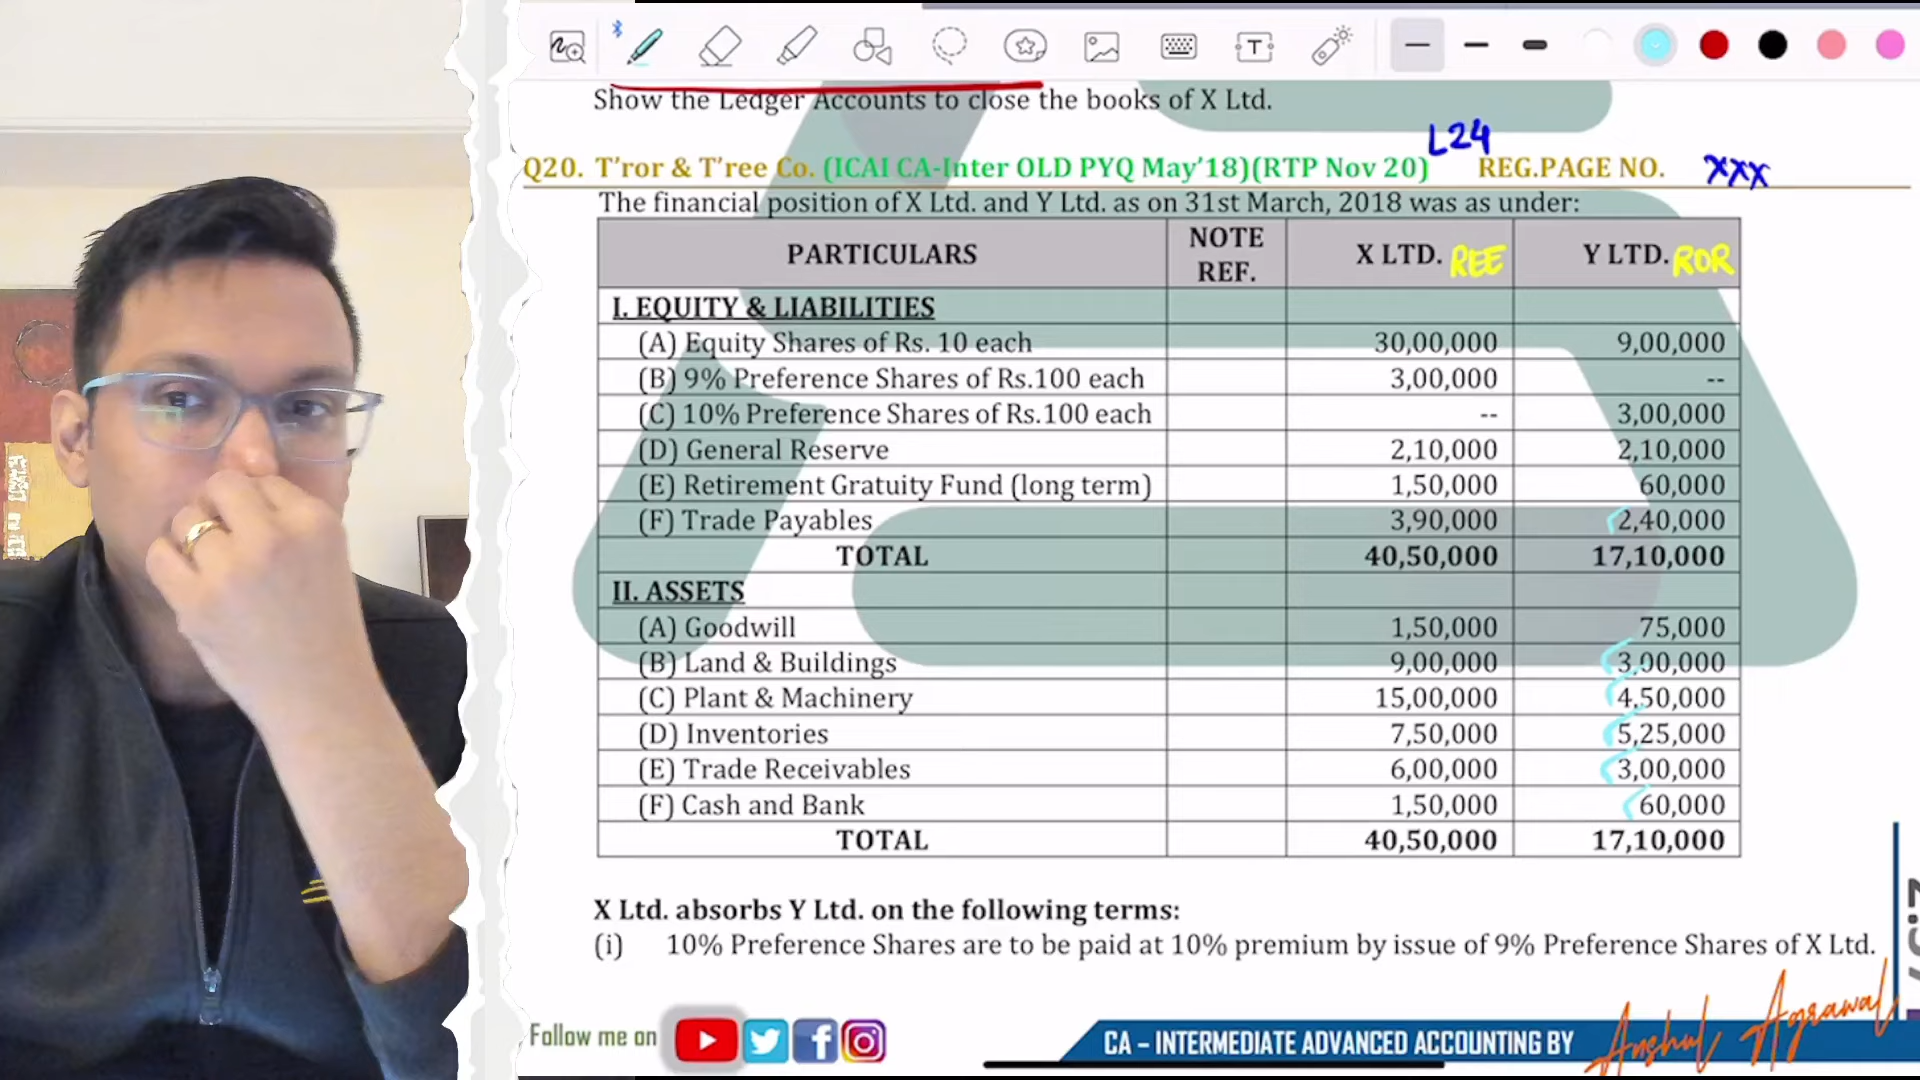 Show the Ledger Accounts to close the books of X Ltd.
L24
Q20. T'ror & T'ree Co. (ICAI CA-Inter OLD PYQ May'18)(RTP Nov 20) REG.PAGE NO. XXX
The financial position of X Ltd. and Y Ltd. as on 31st March, 2018 was as under:
PARTICULARS NOTE REF. X LTD. REE Y LTD. ROR
I. EQUITY & LIABILITIES
(A) Equity Shares of Rs. 10 each 30,00,000 9,00,000
(B) 9% Preference Shares of Rs.100 each 3,00,000 --
(C) 10% Preference Shares of Rs.100 each -- 3,00,000
(D) General Reserve 2,10,000 2,10,000
(E) Retirement Gratuity Fund (long term) 1,50,000 60,000
(F) Trade Payables 3,90,000 2,40,000
TOTAL 40,50,000 17,10,000
II. ASSETS
(A) Goodwill 1,50,000 75,000
(B) Land & Buildings 9,00,000 3,00,000
(C) Plant & Machinery 15,00,000 4,50,000
(D) Inventories 7,50,000 5,25,000
(E) Trade Receivables 6,00,000 3,00,000
(F) Cash and Bank 1,50,000 60,000
TOTAL 40,50,000 17,10,000
X Ltd. absorbs Y Ltd. on the following terms:
(i) 10% Preference Shares are to be paid at 10% premium by issue of 9% Preference Shares of X Ltd.
Follow me on
CA – INTERMEDIATE ADVANCED ACCOUNTING BY Anshul Agrawal